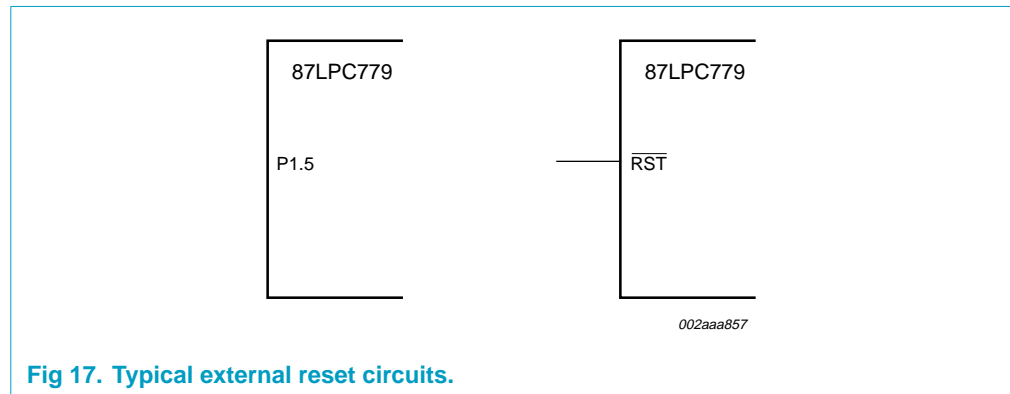 87LPC779
P1.5
87LPC779
RST
002aaa857
Fig 17. Typical external reset circuits.